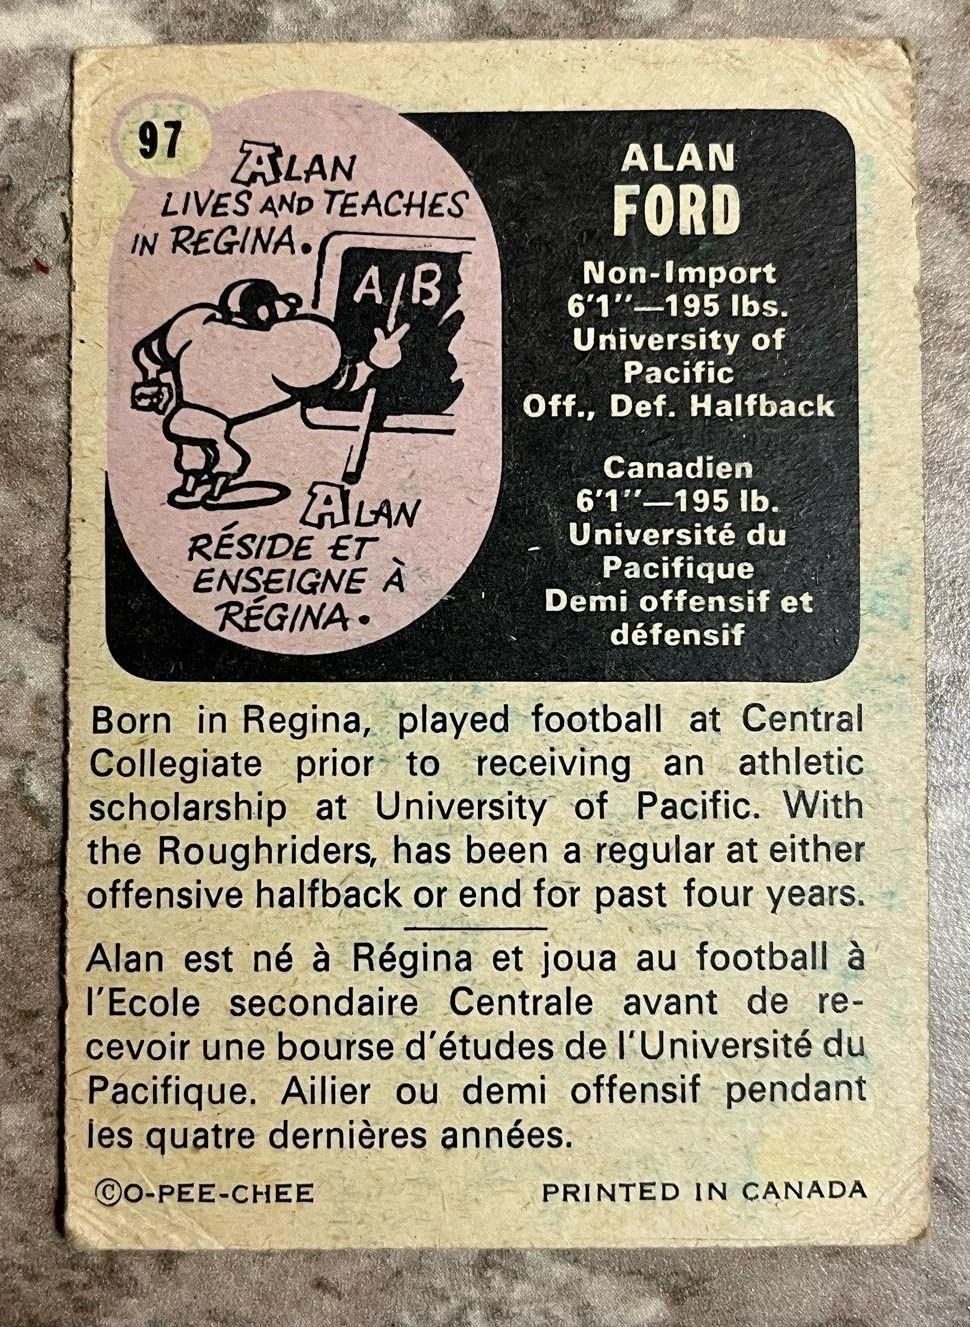 97
ALAN
LIVES AND TEACHES
IN REGINA.
A B
ALAN
RÉSIDE ET
ENSEIGNE À
RÉGINA.
ALAN
FORD
Non-Import
6'1"—195 lbs.
University of
Pacific
Off., Def. Halfback
Canadien
6'1"—195 lb.
Université du
Pacifique
Demi offensif et
défensif
Born in Regina, played football at Central
Collegiate prior to receiving an athletic
scholarship at University of Pacific. With
the Roughriders, has been a regular at either
offensive halfback or end for past four years.
Alan est né à Régina et joua au football à
l'Ecole secondaire Centrale avant de re-
cevoir une bourse d'études de l'Université du
Pacifique. Ailier ou demi offensif pendant
les quatre dernières années.
©O-PEE-CHEE PRINTED IN CANADA